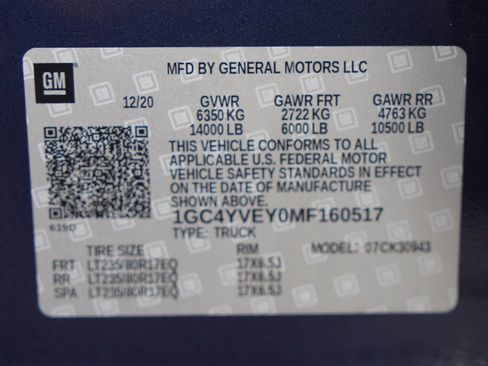 GM
MFD BY GENERAL MOTORS LLC
12/20 GVWR GAWR FRT GAWR RR
6350 KG 2722 KG 4763 KG
14000 LB 6000 LB 10500 LB
THIS VEHICLE CONFORMS TO ALL
APPLICABLE U.S. FEDERAL MOTOR
VEHICLE SAFETY STANDARDS IN EFFECT
ON THE DATE OF MANUFACTURE
SHOWN ABOVE.
1GC4YVEY0MF160517
619D TYPE: TRUCK
TIRE SIZE RIM MODEL: 07CK30943
FRT LT235/80R17EQ 17X6.5J
RR LT235/80R17EQ 17X6.5J
SPA LT235/80R17EQ 17X6.5J